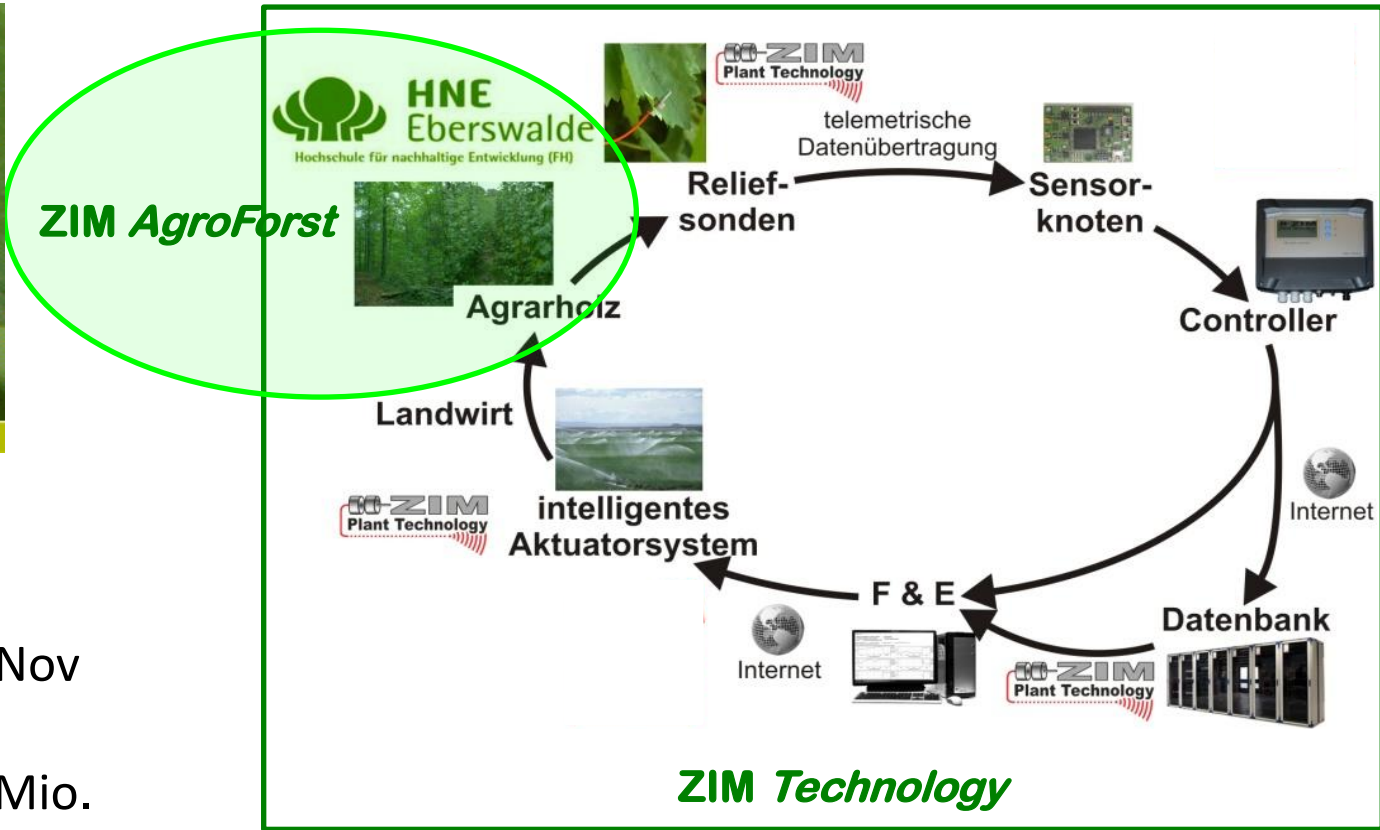 HNE
Eberswalde
Hochschule für nachhaltige Entwicklung (FH)
ZIM AgroForst
ZIM
Plant Technology
telemetrische
Datenübertragung
Relief-
sonden
Sensor-
knoten
Controller
Agrarholz
Landwirt
Internet
ZIM
Plant Technology
intelligentes
Aktuatorsystem
F & E
Datenbank
Internet
ZIM
Plant Technology
Nov
Mio.
ZIM Technology